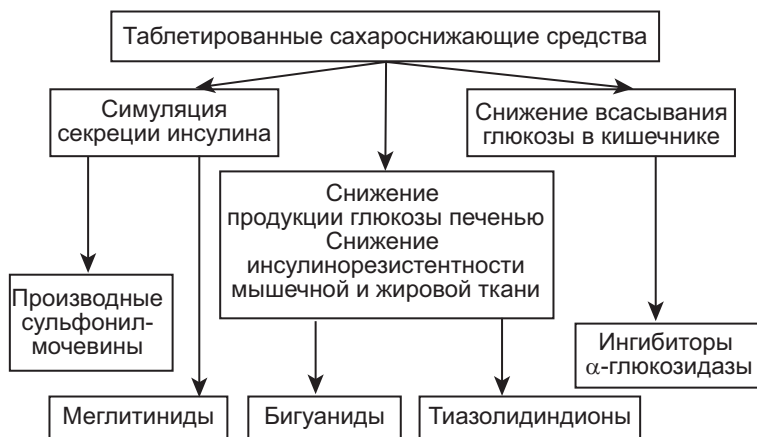 Таблетированные сахароснижающие средства
Симуляция
секреции инсулина
Снижение всасывания
глюкозы в кишечнике
Снижение
продукции глюкозы печенью
Снижение
инсулинорезистентности
мышечной и жировой ткани
Производные
сульфонил-
мочевины
Ингибиторы
α-глюкозидазы
Меглитиниды
Бигуаниды
Тиазолидиндионы